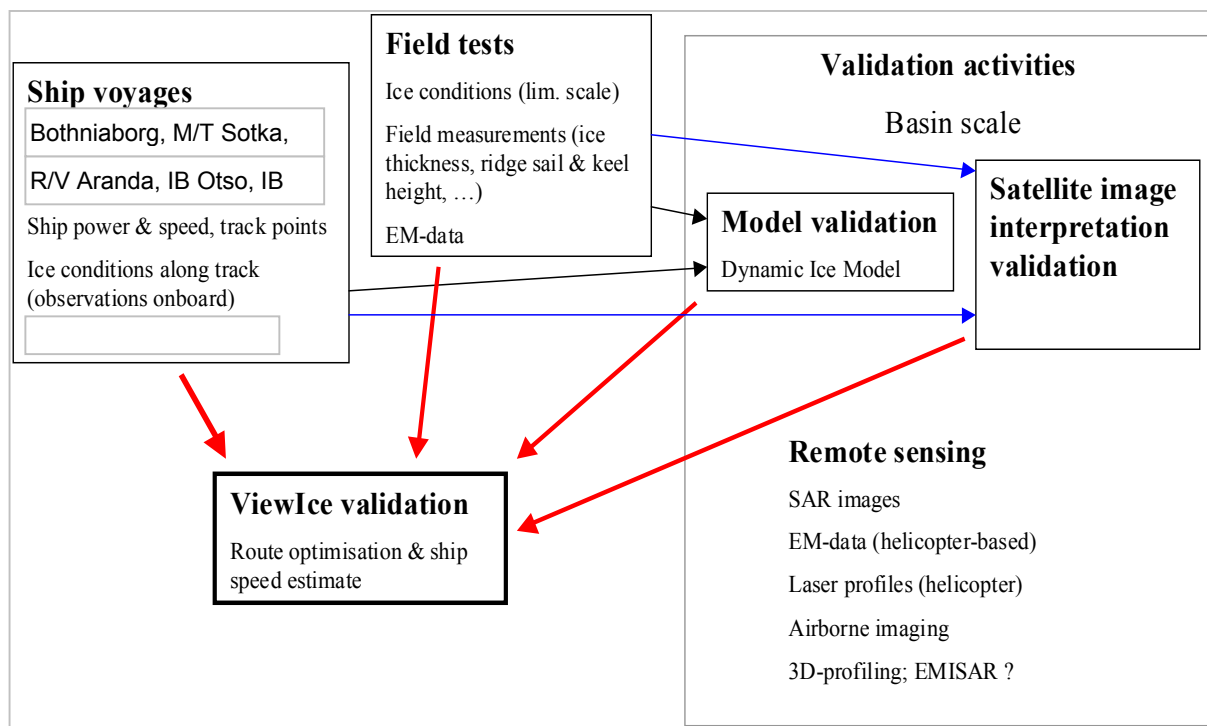 Ship voyages
Bothniaborg, M/T Sotka,
R/V Aranda, IB Otso, IB
Ship power & speed, track points
Ice conditions along track
(observations onboard)
Field tests
Ice conditions (lim. scale)
Field measurements (ice
thickness, ridge sail & keel
height, …)
EM-data
Validation activities
Basin scale
Model validation
Dynamic Ice Model
Satellite image
interpretation
validation
ViewIce validation
Route optimisation & ship
speed estimate
Remote sensing
SAR images
EM-data (helicopter-based)
Laser profiles (helicopter)
Airborne imaging
3D-profiling; EMISAR ?